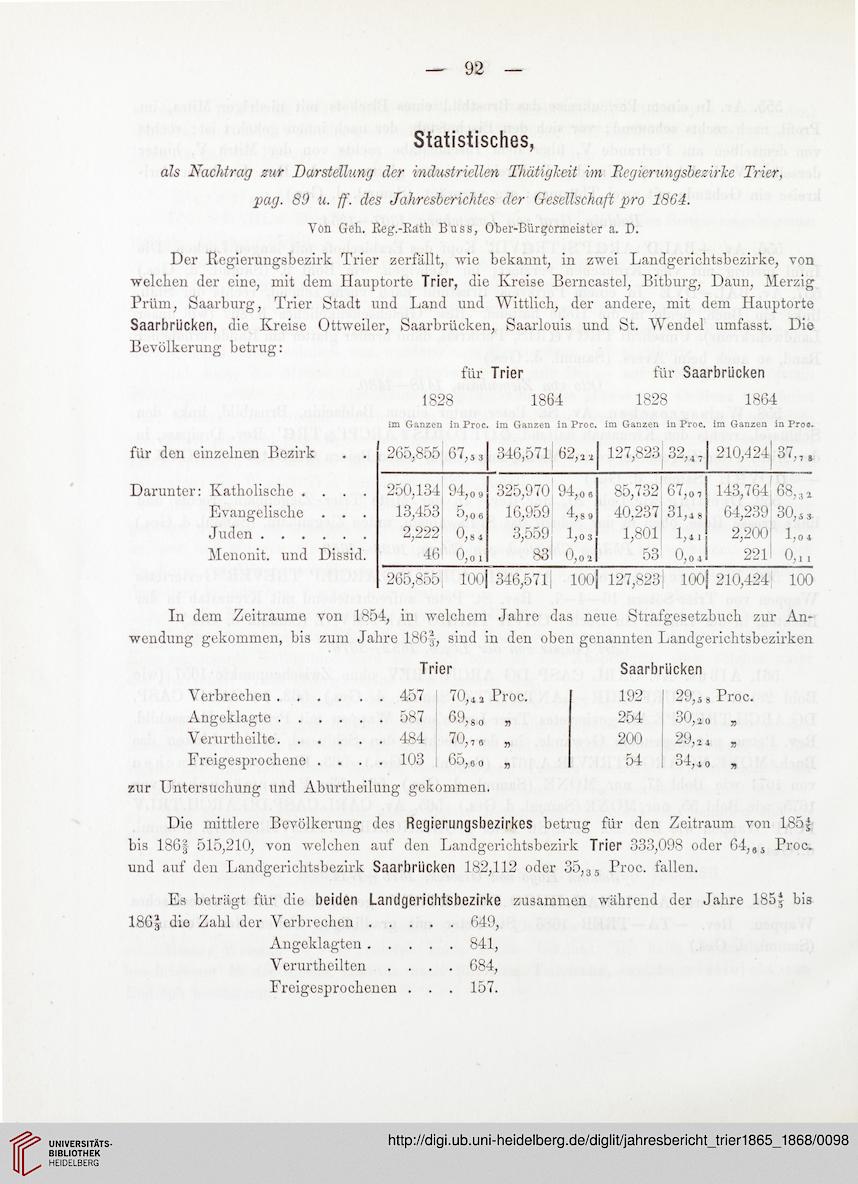 — 92 —
Statistisches,
als Nachtrag zur Darstellung der industriellen Thätigkeit im Regierungsbezirke Trier,
pag. 89 u. ff. des Jahresberichtes der Gesellschaft pro 1864.
Von Geh. Reg.-Rath Buss, Ober-Bürgermeister a. D.
Der Regierungsbezirk Trier zerfällt, wie bekannt, in zwei Landgerichtsbezirke, von
welchen der eine, mit dem Hauptorte Trier, die Kreise Berncastel, Bitburg, Daun, Merzig
Prüm, Saarburg, Trier Stadt und Land und Wittlich, der andere, mit dem Hauptorte
Saarbrücken, die Kreise Ottweiler, Saarbrücken, Saarlouis und St. Wendel umfasst. Die
Bevölkerung betrug:
für Trier für Saarbrücken
1828 1864 1828 1864
im Ganzen in Proc. im Ganzen in Proc. im Ganzen in Proc. im Ganzen in Proc.
für den einzelnen Bezirk . . 265,855 67,53 346,571 62,22 127,823 32,47 210,424 37,78
Darunter: Katholische . . . . 250,134 94,09 325,970 94,06 85,732 67,07 143,764 68,32
Evangelische . . . 13,453 5,06 16,959 4,89 40,237 31,48 64,239 30,53
Juden . . . . . . 2,222 0,84 3,559 1,03 1,801 1,41 2,200 1,04
Menonit. und Dissid. 46 0,01 83 0,02 53 0,04 221 0,11
265,855 100 346,571 100 127,823 100 210,424 100
In dem Zeitraume von 1854, in welchem Jahre das neue Strafgesetzbuch zur An-
wendung gekommen, bis zum Jahre 186⅔, sind in den oben genannten Landgerichtsbezirken
Trier Saarbrücken
Verbrechen . . . . . . 457 70,42 Proc. 192 29,58 Proc.
Angeklagte . . . . . . 587 69,80 „ 254 30,20 „
Verurtheilte . . . . . . 484 70,76 „ 200 29,24 „
Freigesprochene . . . . 103 65,60 „ 54 34,40 „
zur Untersuchung und Aburtheilung gekommen.
Die mittlere Bevölkerung des Regierungsbezirkes betrug für den Zeitraum von 185⅘
bis 186⅔ 515,210, von welchen auf den Landgerichtsbezirk Trier 333,098 oder 64,65 Proc.
und auf den Landgerichtsbezirk Saarbrücken 182,112 oder 35,35 Proc. fallen.
Es beträgt für die beiden Landgerichtsbezirke zusammen während der Jahre 185⅘ bis
186⅔ die Zahl der Verbrechen . . . . . 649,
Angeklagten . . . . . 841,
Verurtheilten . . . . 684,
Freigesprochenen . . . 157.
UNIVERSITÄTS-
BIBLIOTHEK
HEIDELBERG
http://digi.ub.uni-heidelberg.de/diglit/jahresbericht_trier1865_1868/0098